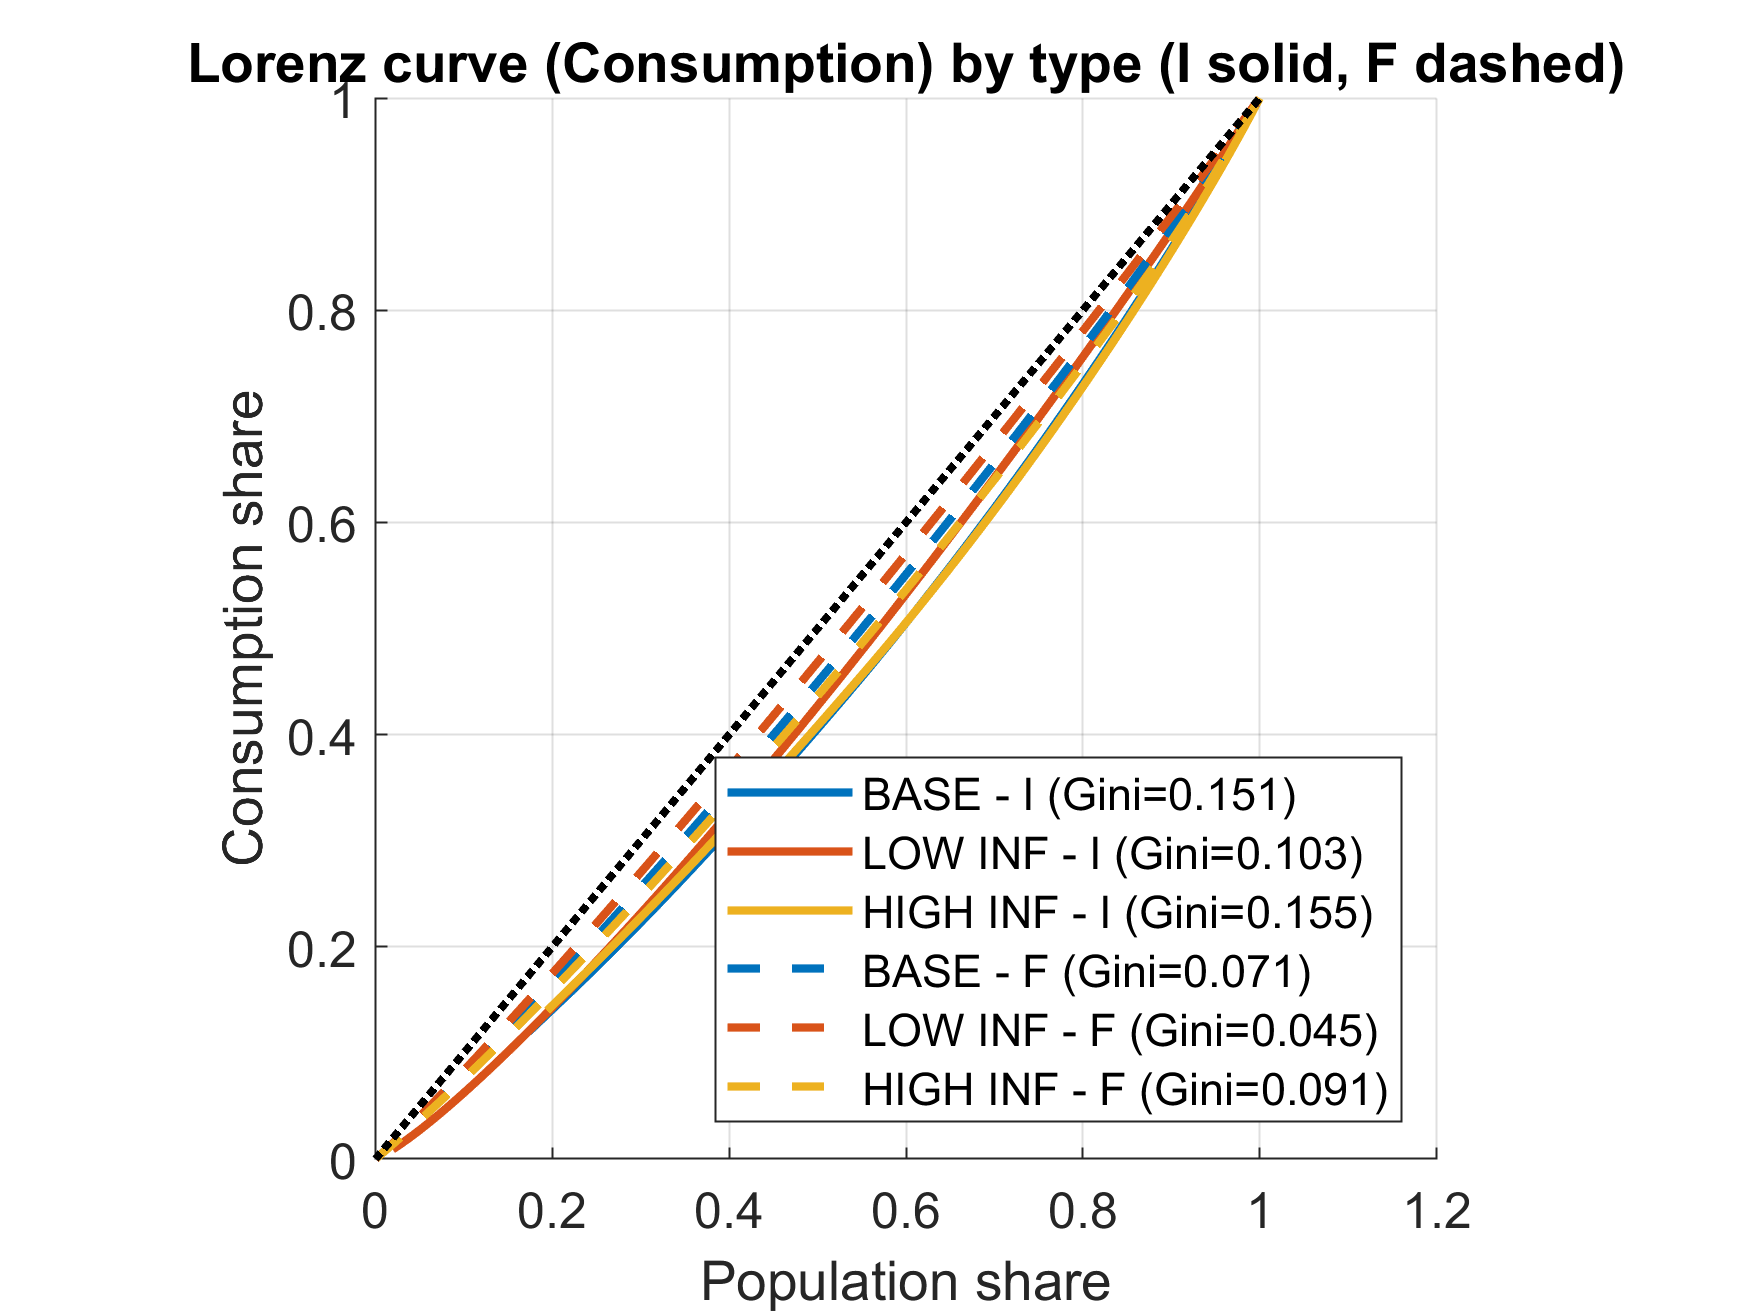 Lorenz curve (Consumption) by type (I solid, F dashed)
1
0.8
0.6
0.4
0.2
0
Consumption share
BASE - I (Gini=0.151)
LOW INF - I (Gini=0.103)
HIGH INF - I (Gini=0.155)
BASE - F (Gini=0.071)
LOW INF - F (Gini=0.045)
HIGH INF - F (Gini=0.091)
0 0.2 0.4 0.6 0.8 1 1.2
Population share